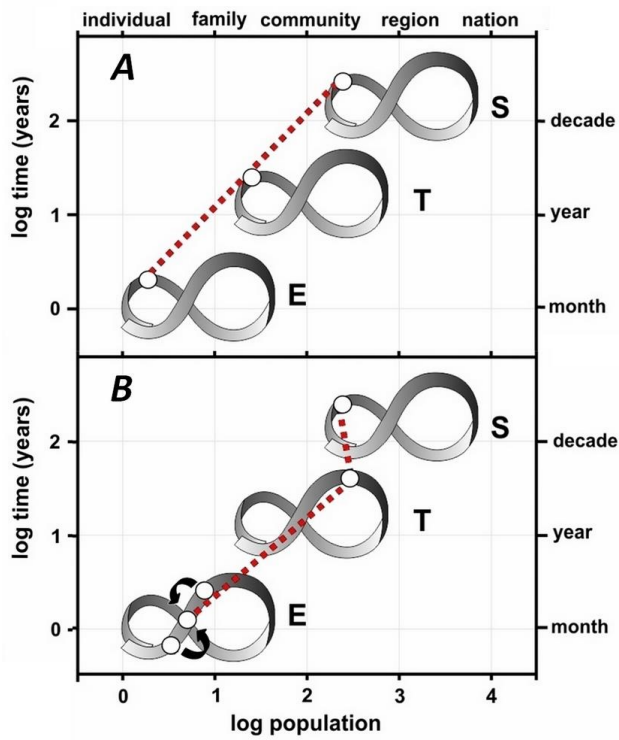 individual family community region nation
A
S
2
decade
T
1
year
E
0
month
log time (years)
B
S
2
decade
T
1
year
E
0
month
log time (years)
0 1 2 3 4
log population